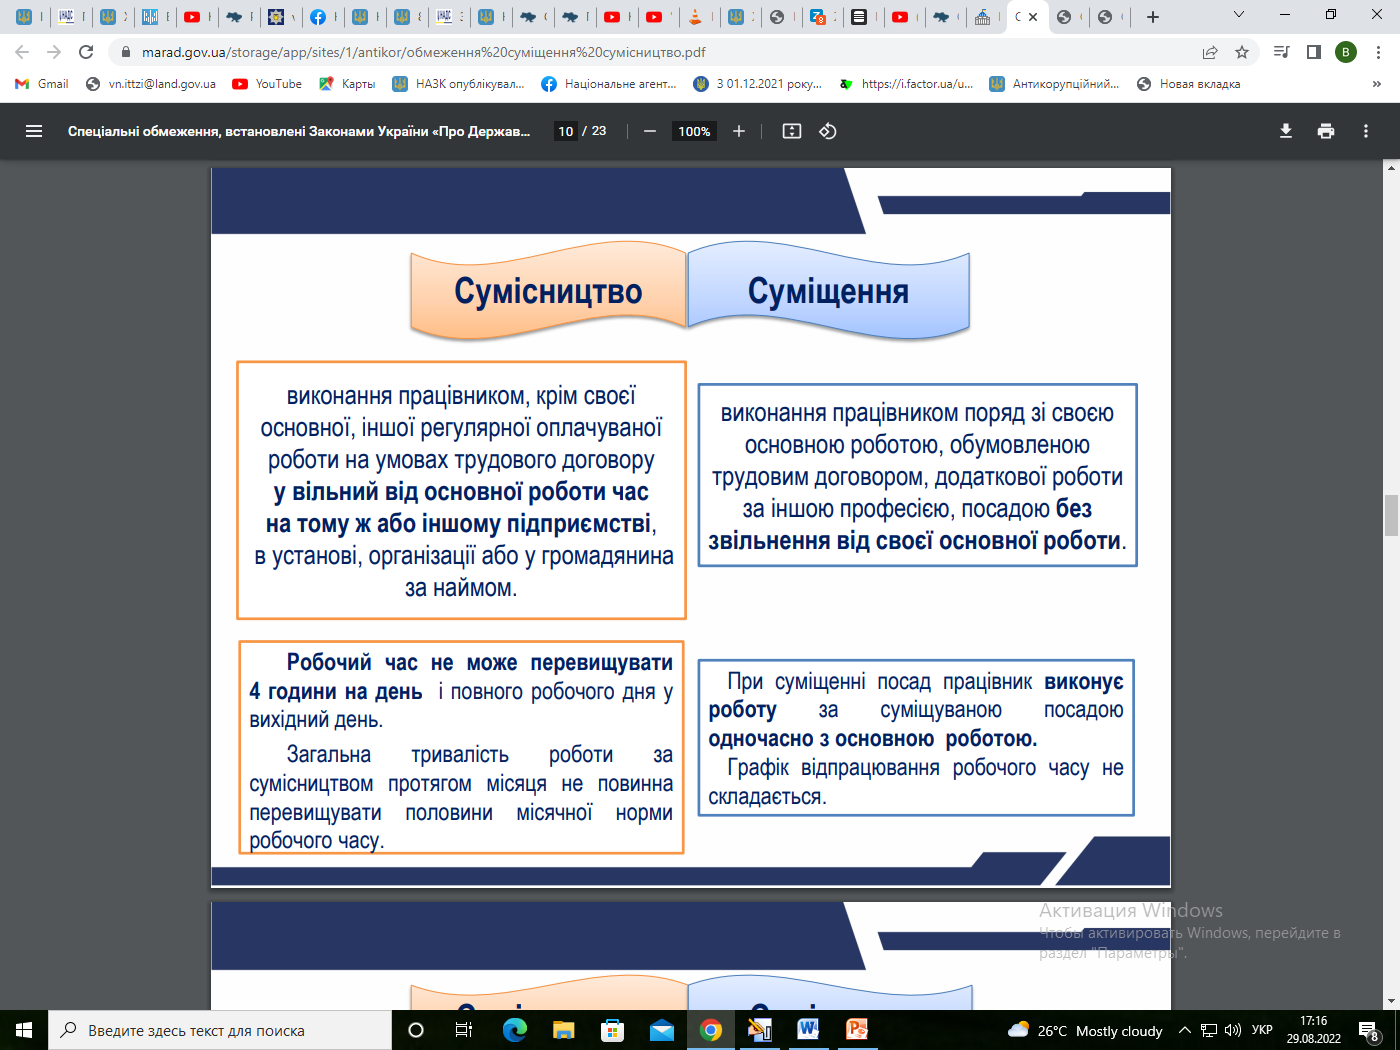 marad.gov.ua/storage/app/sites/1/antikor/обмеження%20суміщення%20сумісництво.pdf
В
Gmail
vn.ittzi@land.gov.ua
YouTube
Карты
НАЗК опублікувал...
Національне агент...
З 01.12.2021 року...
https://i.factor.ua/u...
Антикорупційний...
Новая вкладка
»
Спеціальні обмеження, встановлені Законами України «Про Держав...
10 / 23
100%
Сумісництво
Суміщення
виконання працівником, крім своєї
основної, іншої регулярної оплачуваної
роботи на умовах трудового договору
у вільний від основної роботи час
на тому ж або іншому підприємстві,
в установі, організації або у громадянина
за наймом.
виконання працівником поряд зі своєю
основною роботою, обумовленою
трудовим договором, додаткової роботи
за іншою професією, посадою без
звільнення від своєї основної роботи.
Робочий час не може перевищувати
4 години на день і повного робочого дня у
вихідний день.
Загальна тривалість роботи за
сумісництвом протягом місяця не повинна
перевищувати половини місячної норми
робочого часу.
При суміщенні посад працівник виконує
роботу за суміщуваною посадою
одночасно з основною роботою.
Графік відпрацювання робочого часу не
складається.
Активация Windows
Чтобы активировать Windows, перейдите в
раздел "Параметры".
Введите здесь текст для поиска
26°C Mostly cloudy
УКР
17:16
29.08.2022
8